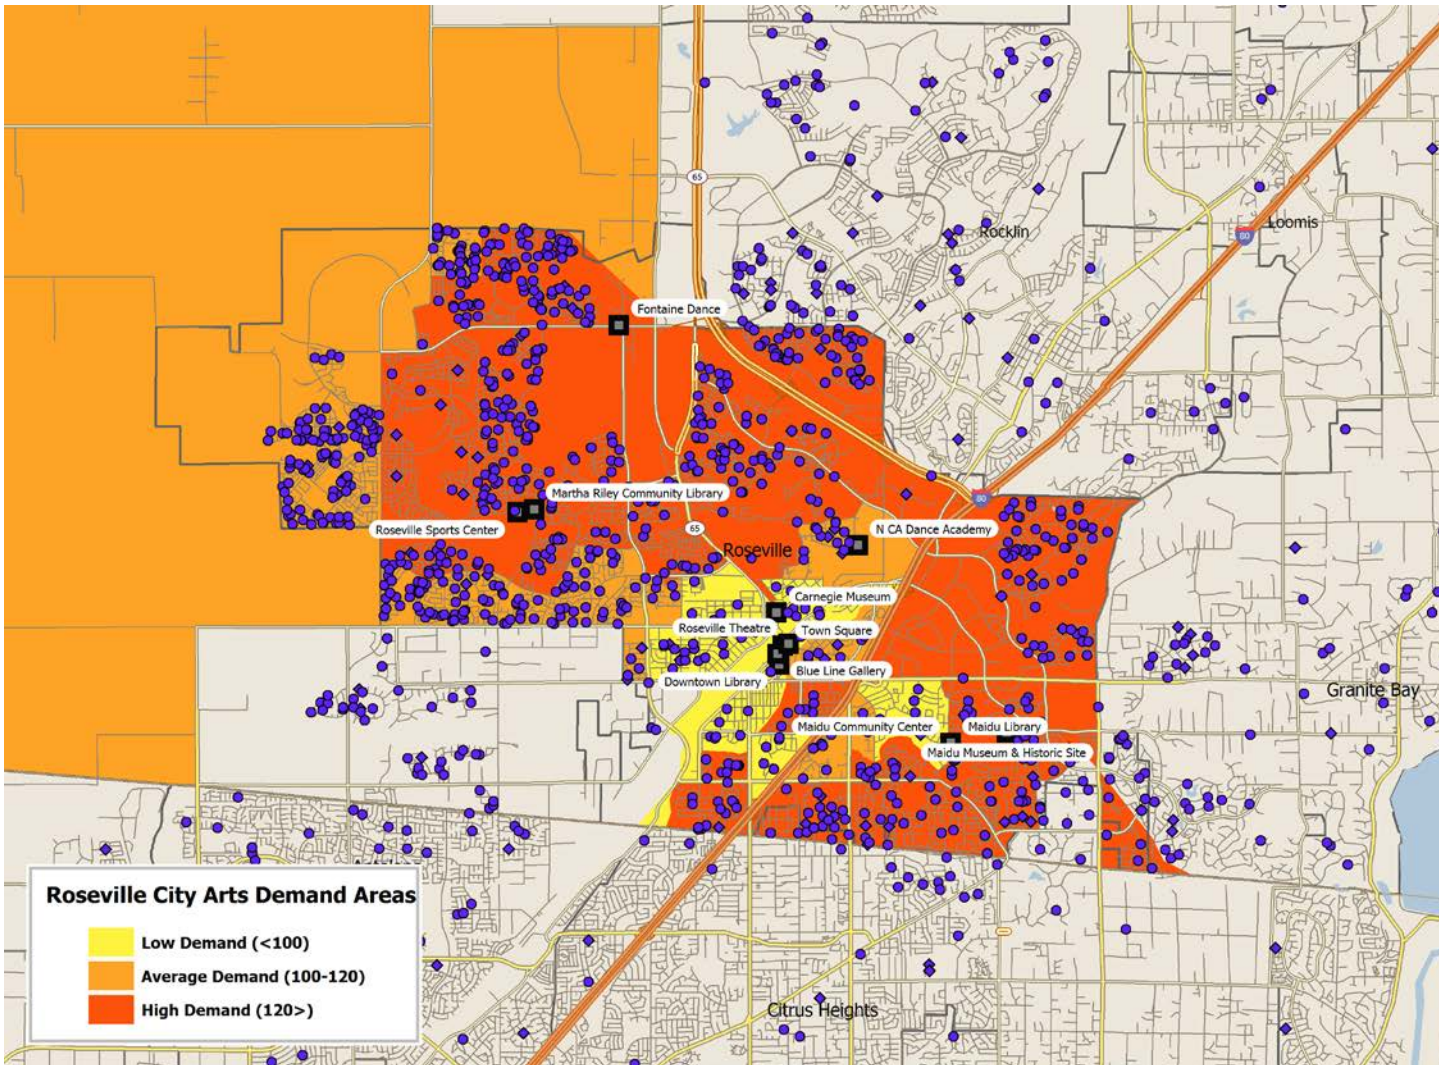 65
Rocklin
Loomis
80
Fontaine Dance
Martha Riley Community Library
80
Roseville Sports Center
65
N CA Dance Academy
Roseville
Carnegie Museum
Roseville Theatre
Town Square
Blue Line Gallery
Downtown Library
Granite Bay
Maidu Community Center
Maidu Library
Maidu Museum & Historic Site
Roseville City Arts Demand Areas
Low Demand (<100)
Average Demand (100-120)
High Demand (120>)
Citrus Heights